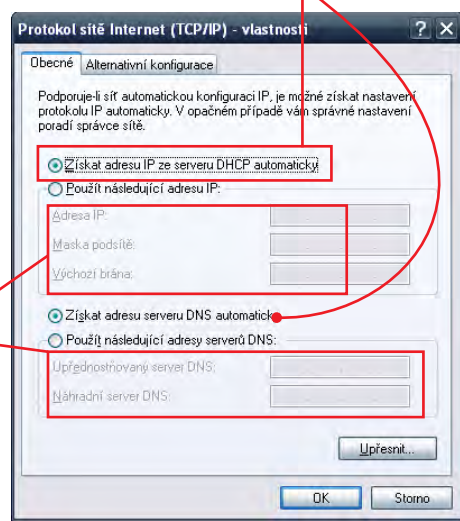 Protokol sítě Internet (TCP/IP) - vlastnosti
Obecné
Alternativní konfigurace
Podporuje-li síť automatickou konfiguraci IP, je možné získat nastavení
protokolu IP automaticky. V opačném případě vám správné nastavení
poradí správce sítě.
Získat adresu IP ze serveru DHCP automaticky
Použít následující adresu IP:
Adresa IP:
Maska podsítě:
Výchozí brána:
Získat adresu serveru DNS automatick
Použít následující adresy serverů DNS:
Upřednostňovaný server DNS:
Náhradní server DNS:
Upřesnit...
OK
Storno